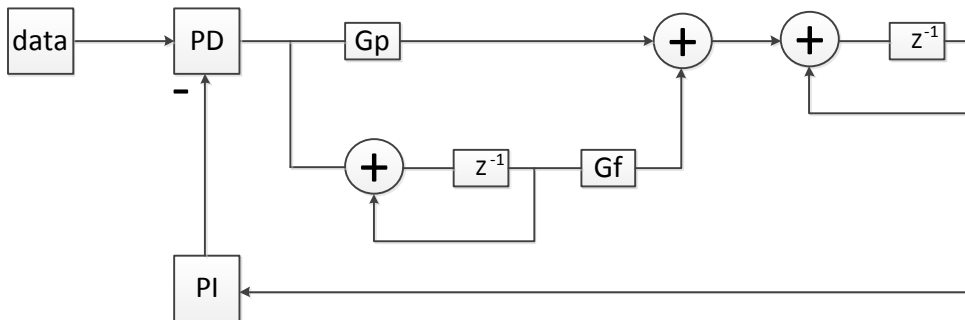 data
PD
Gp
+
+
z⁻¹
-
+
z⁻¹
Gf
PI